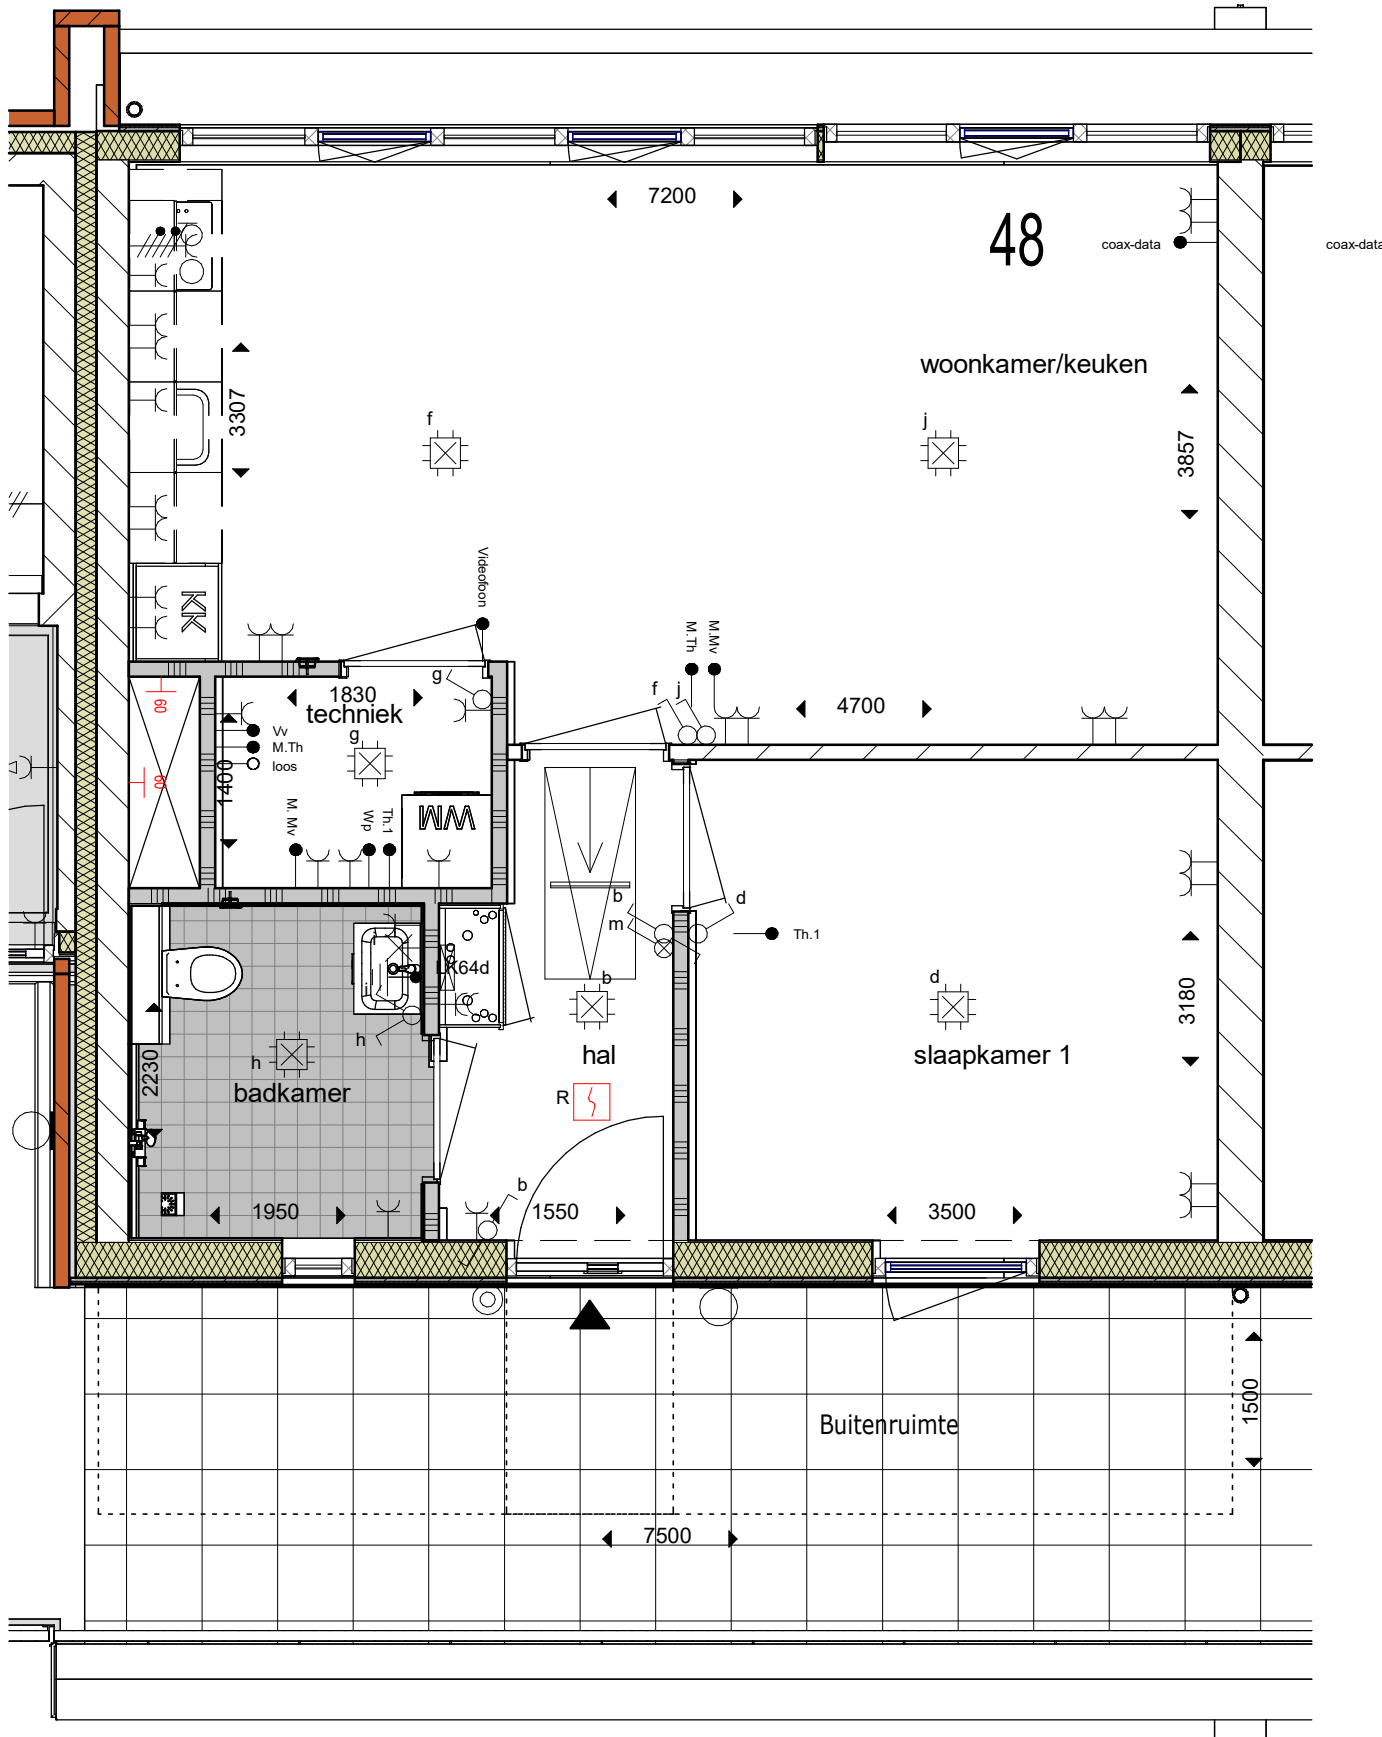 7200
48
coax-data
coax-data
woonkamer/keuken
3307
f
j
3857
KK
Videofoon
M.Th
M.Mv
g
f
j
1830
techniek
4700
60
60
Vv
M.Th
loos
g
1400
M. Mv
Wp
Th.1
WM
b
m
d
Th.1
LK64d
i
h
b
d
3180
hal
slaapkamer 1
h
2230
badkamer
R
b
1950
1550
3500
Buitenruimte
1500
7500